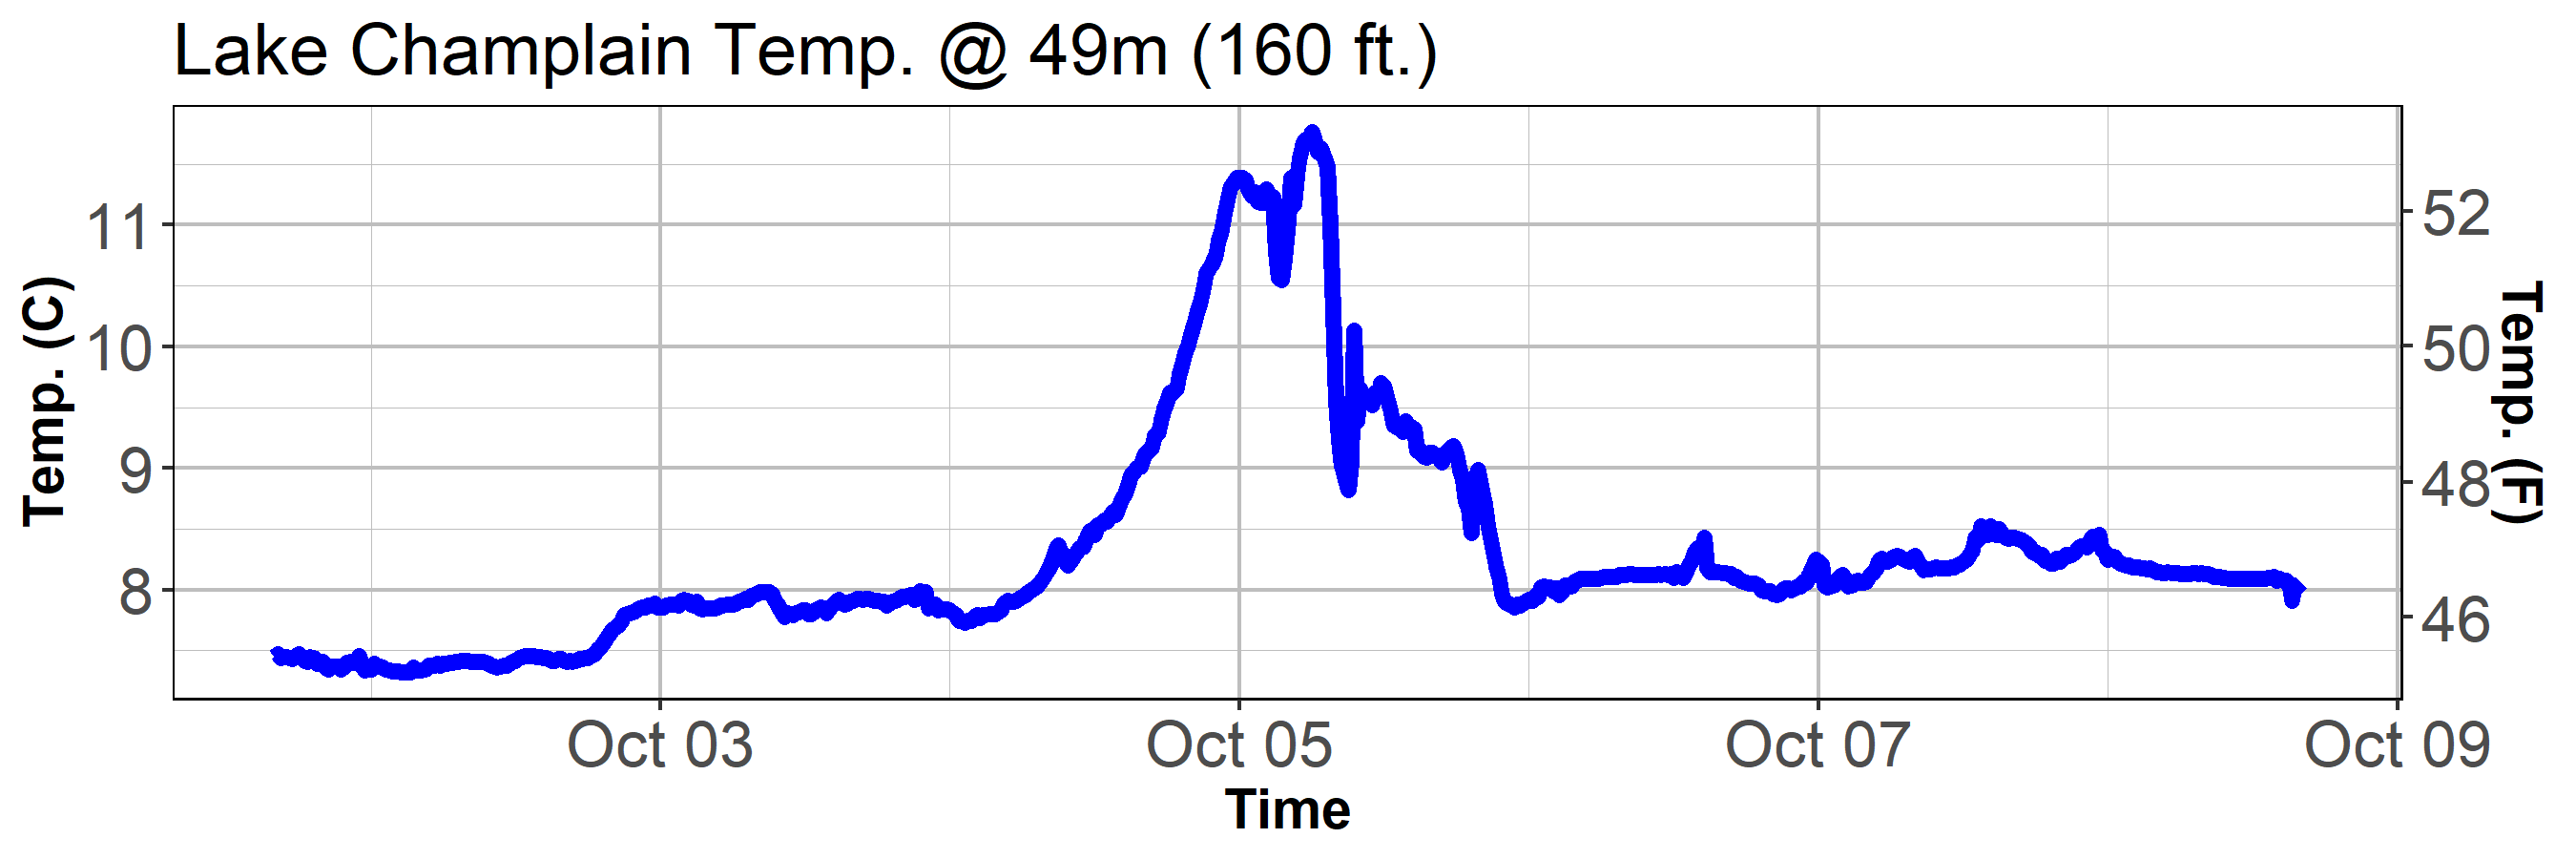 Lake Champlain Temp. @ 49m (160 ft.)
Temp. (C)
11
10
9
8
52
50
48
46
Temp. (F)
Oct 03
Oct 05
Oct 07
Oct 09
Time